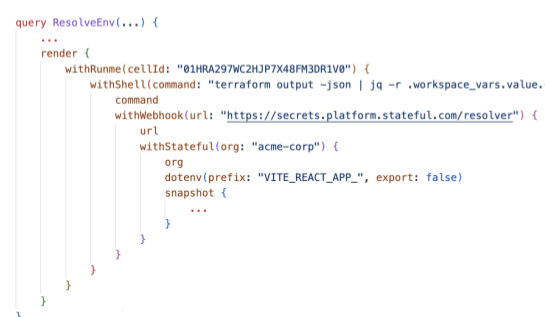 query ResolveEnv(...) {
...
render {
withRunme(cellId: "01HRA297WC2HJP7X48FM3DR1V0") {
withShell(command: "terraform output -json | jq -r .workspace_vars.value.
command
withWebhook(url: "https://secrets.platform.stateful.com/resolver") {
url
withStateful(org: "acme-corp") {
org
dotenv(prefix: "VITE_REACT_APP_", export: false)
snapshot {
...
}
}
}
}
}
}
}